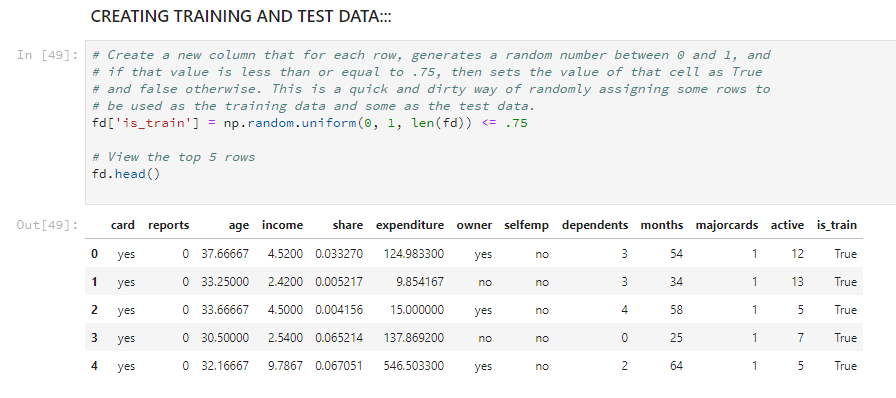 CREATING TRAINING AND TEST DATA:::
In [49]: # Create a new column that for each row, generates a random number between 0 and 1, and
# if that value is less than or equal to .75, then sets the value of that cell as True
# and false otherwise. This is a quick and dirty way of randomly assigning some rows to
# be used as the training data and some as the test data.
fd['is_train'] = np.random.uniform(0, 1, len(fd)) <= .75
# View the top 5 rows
fd.head()
Out[49]: card reports age income share expenditure owner selfemp dependents months majorcards active is_train
0 yes 0 37.66667 4.5200 0.033270 124.983300 yes no 3 54 1 12 True
1 yes 0 33.25000 2.4200 0.005217 9.854167 no no 3 34 1 13 True
2 yes 0 33.66667 4.5000 0.004156 15.000000 yes no 4 58 1 5 True
3 yes 0 30.50000 2.5400 0.065214 137.869200 no no 0 25 1 7 True
4 yes 0 32.16667 9.7867 0.067051 546.503300 yes no 2 64 1 5 True